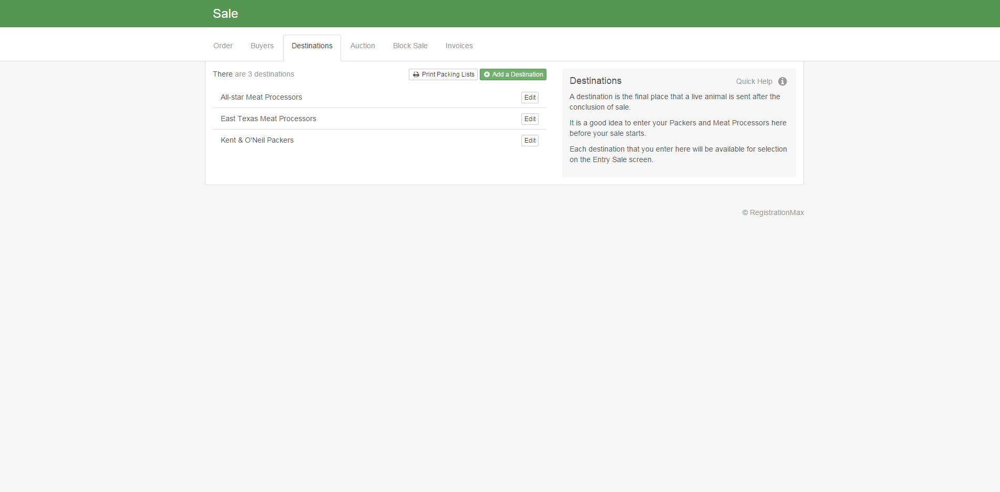 Sale
Order Buyers Destinations Auction Block Sale Invoices
There are 3 destinations Print Packing Lists Add a Destination
All-star Meat Processors Edit
East Texas Meat Processors Edit
Kent & O'Neil Packers Edit
Destinations Quick Help
A destination is the final place that a live animal is sent after the
conclusion of sale.
It is a good idea to enter your Packers and Meat Processors here
before your sale starts.
Each destination that you enter here will be available for selection
on the Entry Sale screen.
© RegistrationMax